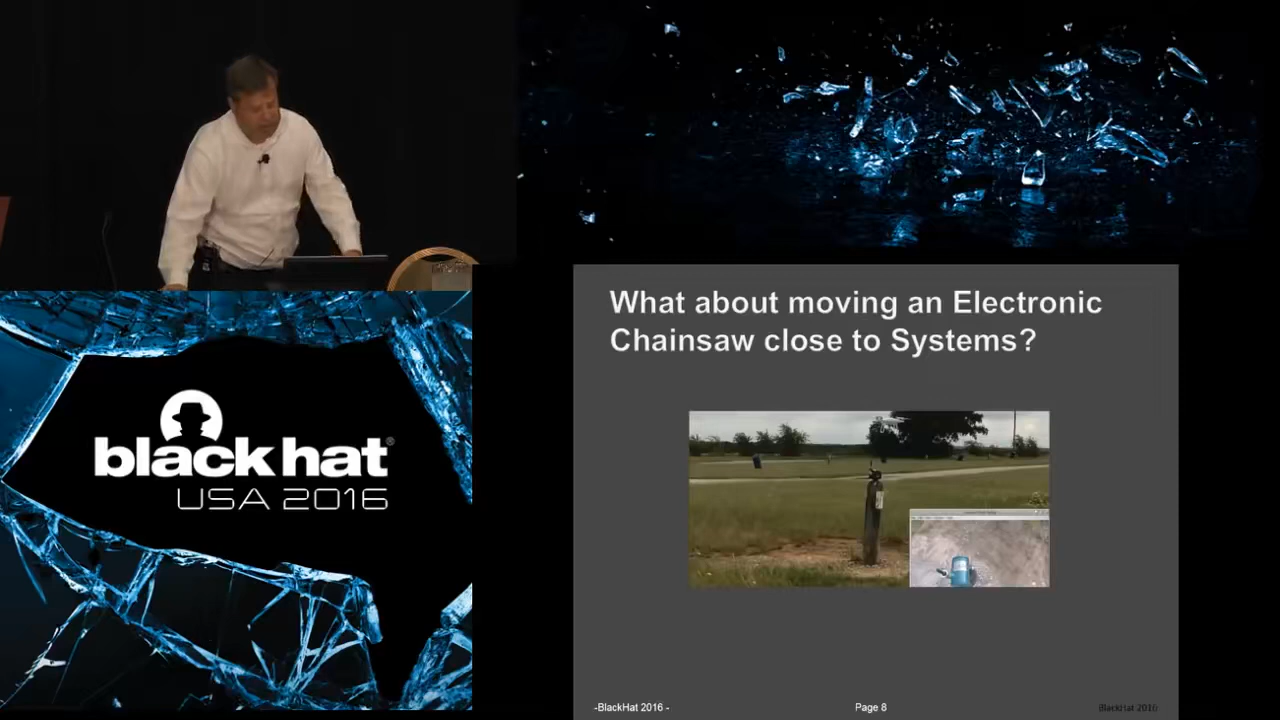 black hat®
USA 2016
What about moving an Electronic
Chainsaw close to Systems?
-BlackHat 2016 -
Page 8
BlackHat 2016